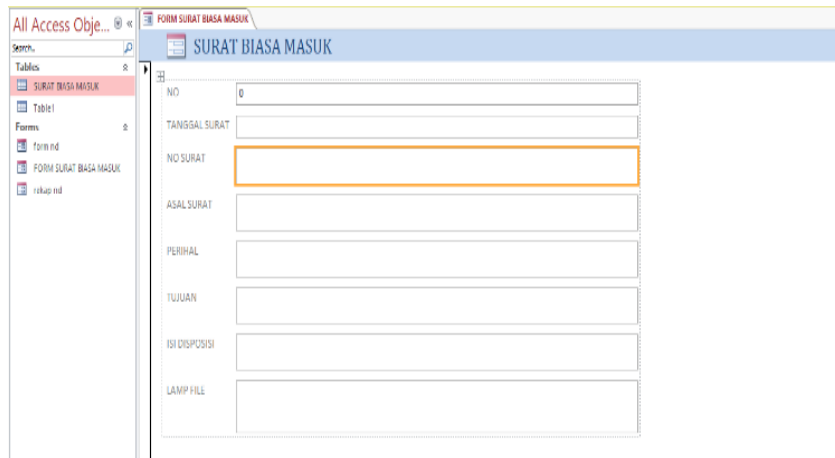 All Access Obje...
FORM SURAT BIASA MASUK
Search..
SURAT BIASA MASUK
Tables
SURAT BIASA MASUK
Table1
Forms
form nd
FORM SURAT BIASA MASUK
rekap nd
NO
0
TANGGAL SURAT
NO SURAT
ASAL SURAT
PERIHAL
TUJUAN
ISI DISPOSISI
LAMP FILE